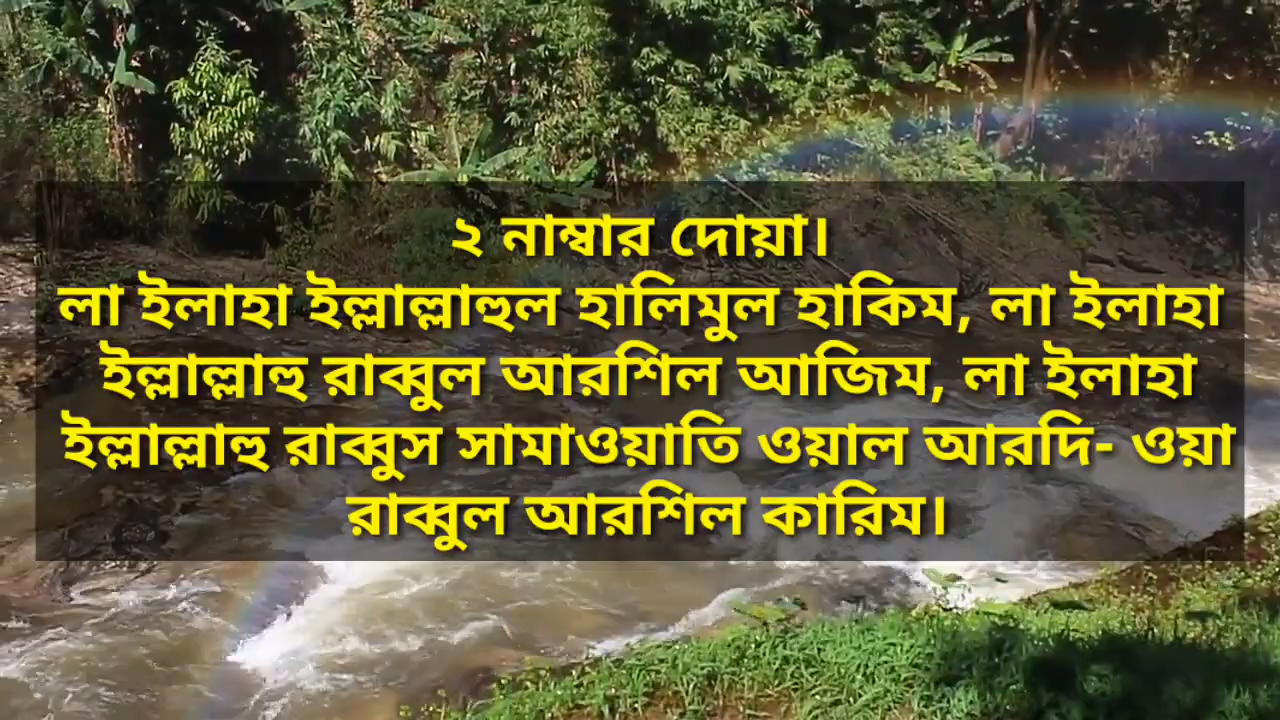 ২ নাম্বার দোয়া।
লা ইলাহা ইল্লাল্লাহুল হালিমুল হাকিম, লা ইলাহা
ইল্লাল্লাহু রাব্বুল আরশিল আজিম, লা ইলাহা
ইল্লাল্লাহু রাব্বুস সামাওয়াতি ওয়াল আরদি- ওয়া
রাব্বুল আরশিল কারিম।